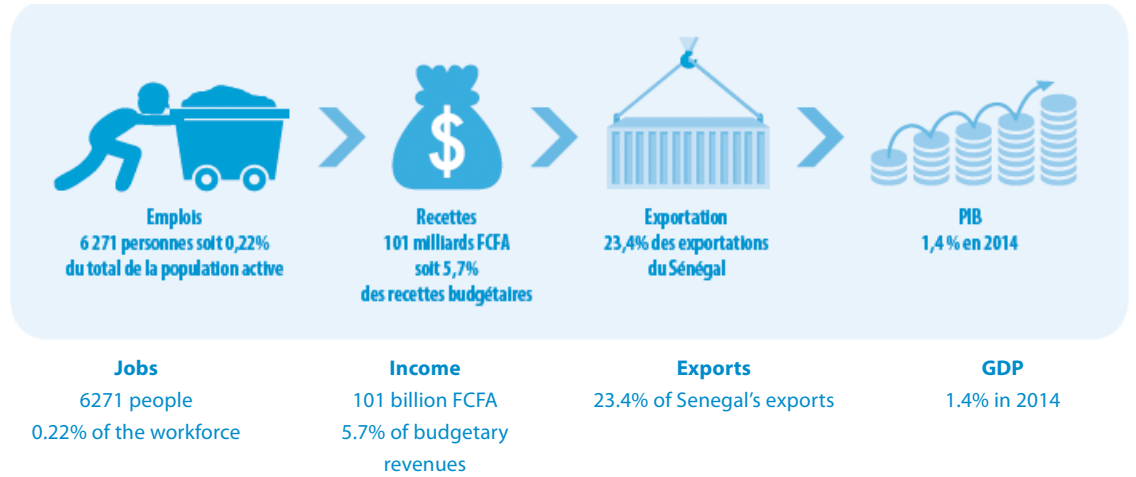 Emplois
6 271 personnes soit 0,22%
du total de la population active
Recettes
101 milliards FCFA
soit 5,7%
des recettes budgétaires
Exportation
23,4% des exportations
du Sénégal
PIB
1,4 % en 2014
Jobs
6271 people
0.22% of the workforce
Income
101 billion FCFA
5.7% of budgetary
revenues
Exports
23.4% of Senegal’s exports
GDP
1.4% in 2014